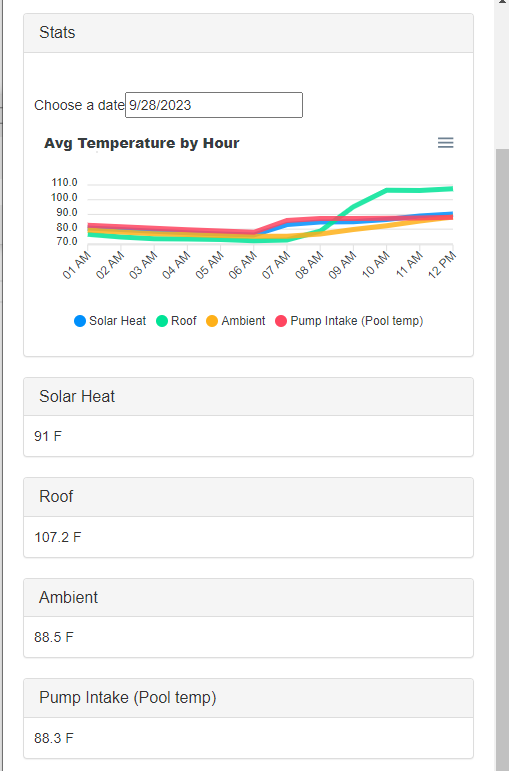 Stats
Choose a date 9/28/2023
Avg Temperature by Hour
110.0
100.0
90.0
80.0
70.0
01 AM 02 AM 03 AM 04 AM 05 AM 06 AM 07 AM 08 AM 09 AM 10 AM 11 AM 12 PM
Solar Heat Roof Ambient Pump Intake (Pool temp)
Solar Heat
91 F
Roof
107.2 F
Ambient
88.5 F
Pump Intake (Pool temp)
88.3 F